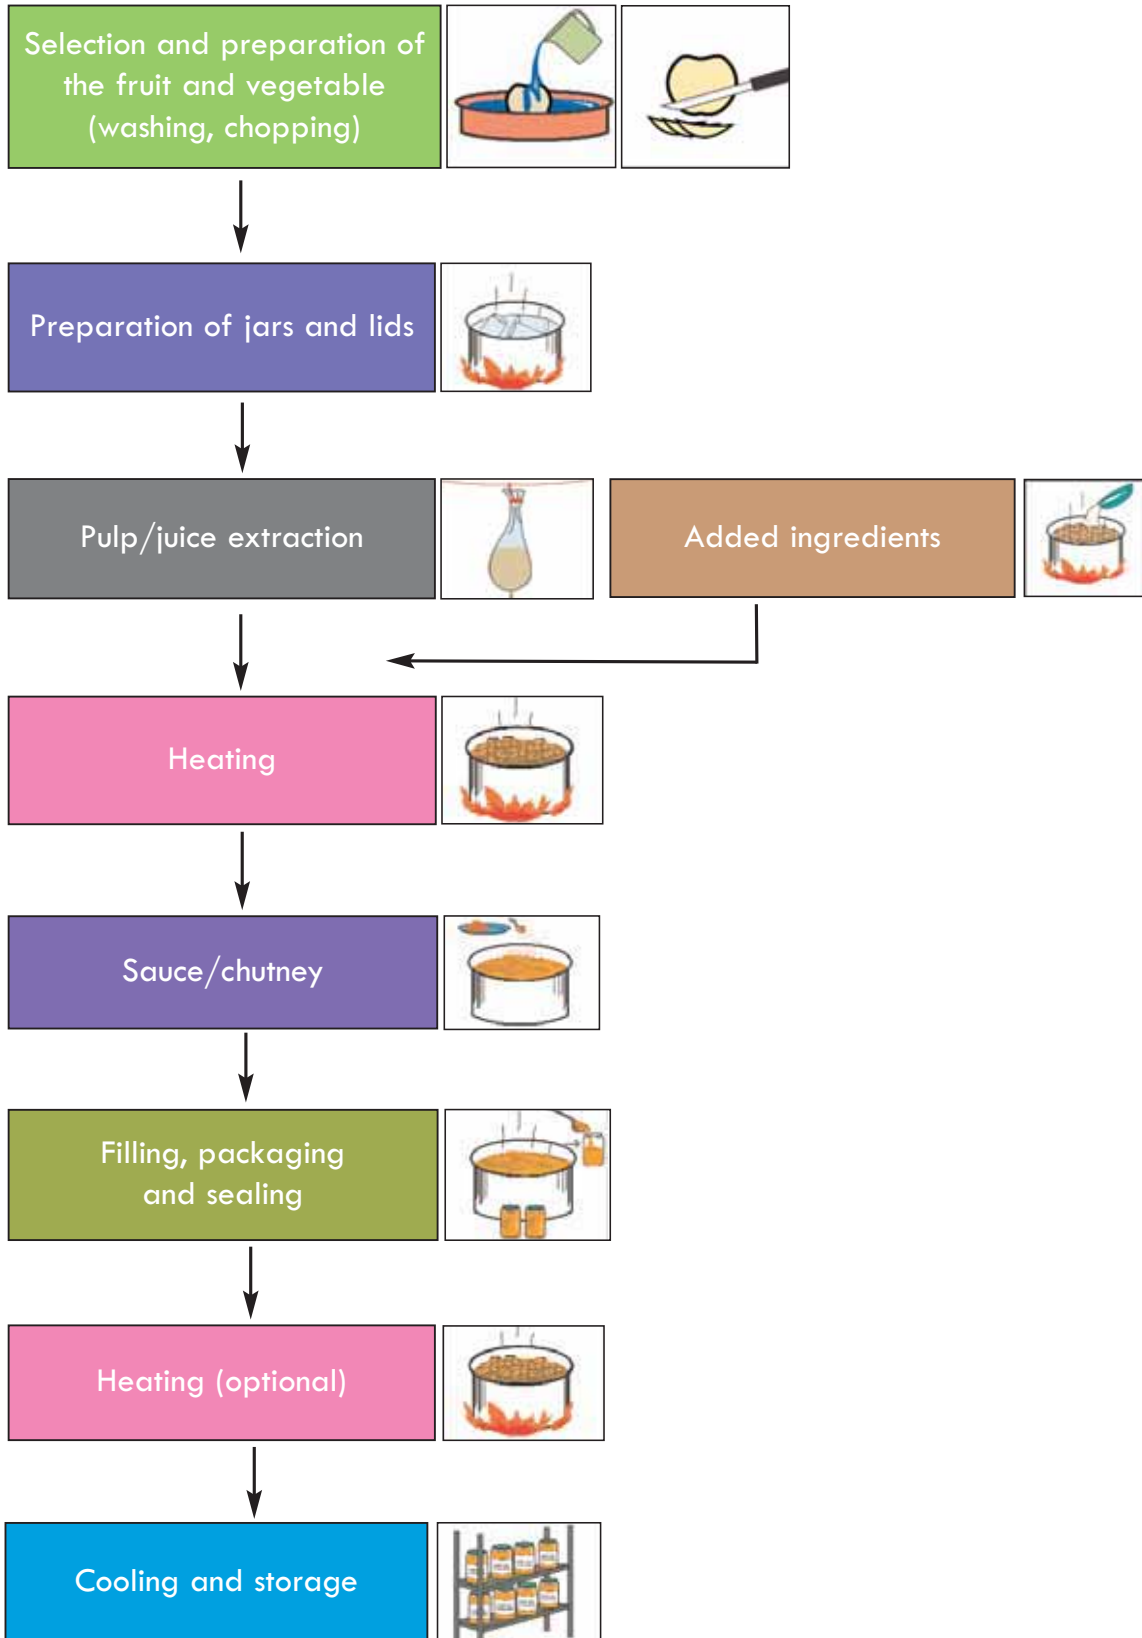 Selection and preparation of
the fruit and vegetable
(washing, chopping)
Preparation of jars and lids
Pulp/juice extraction
Added ingredients
Heating
Sauce/chutney
Filling, packaging
and sealing
Heating (optional)
Cooling and storage